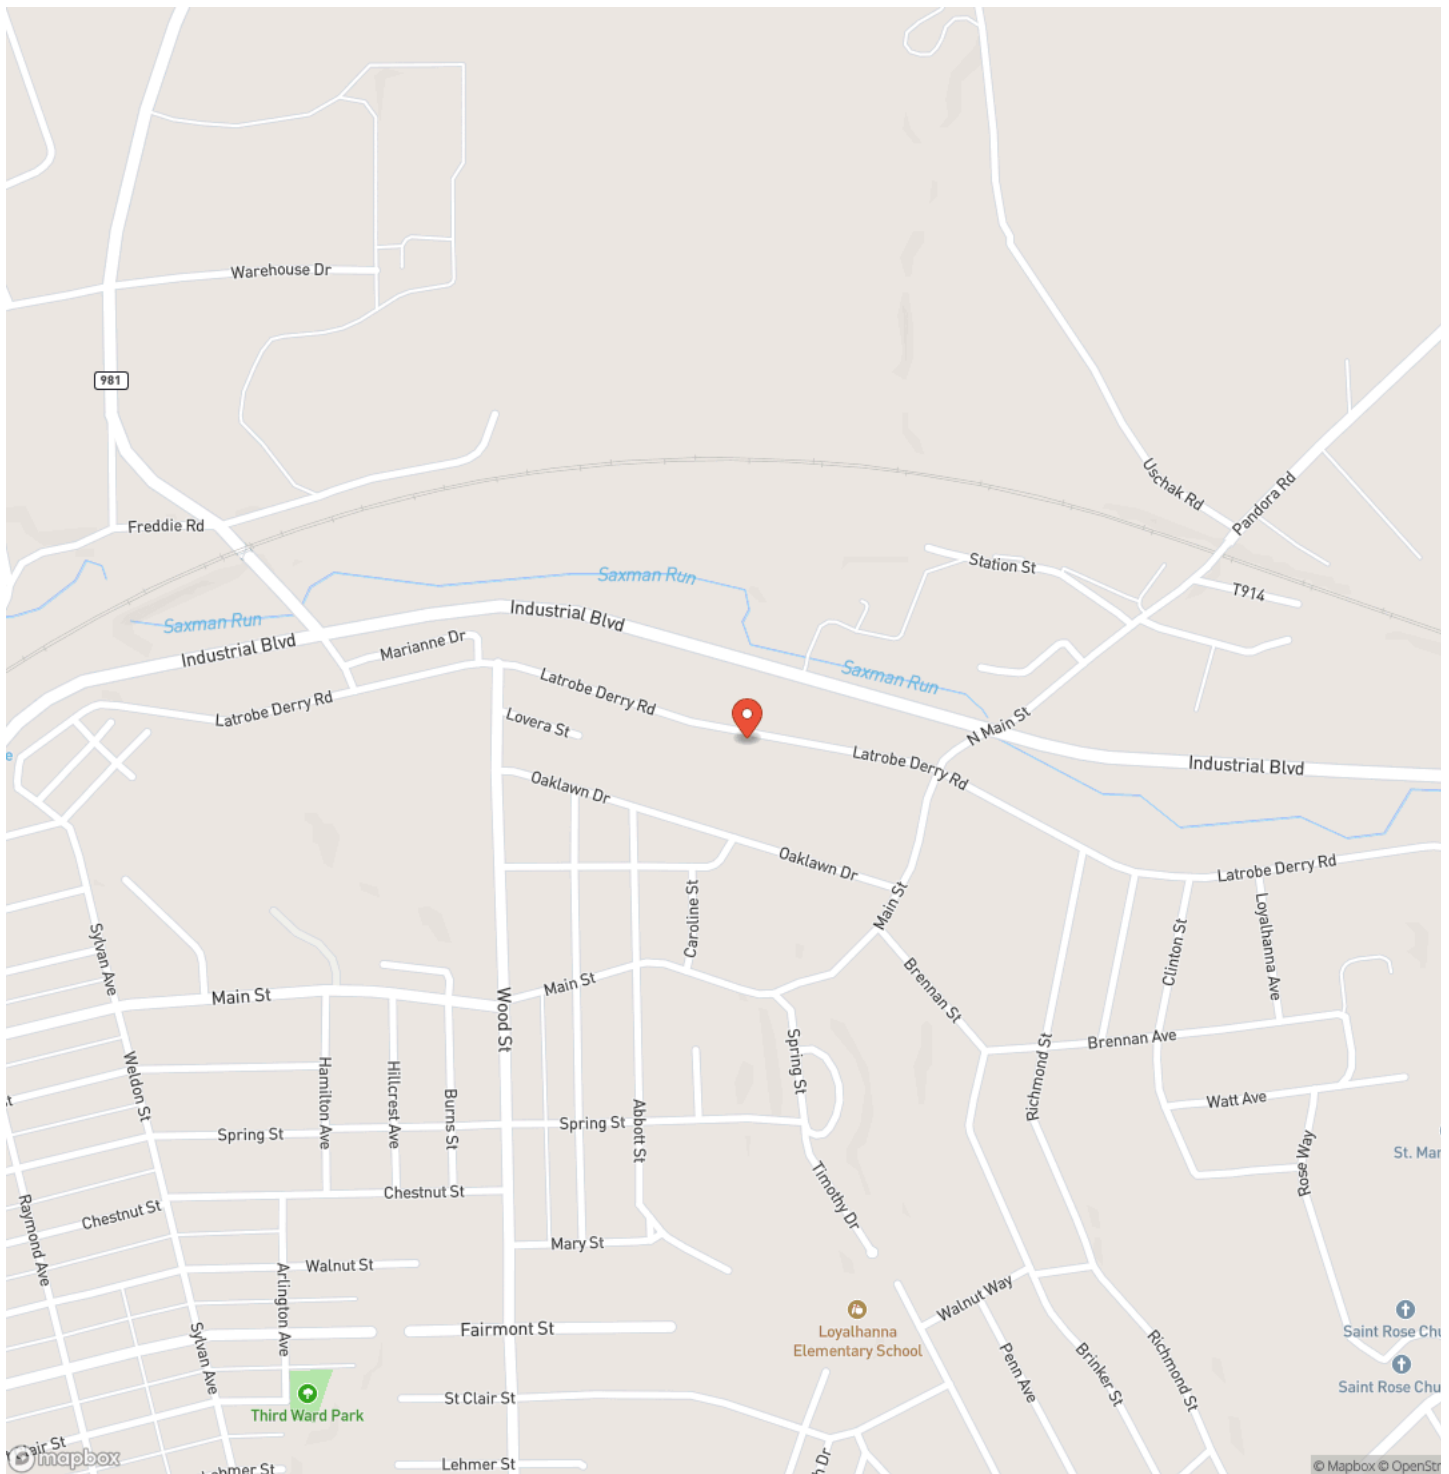 Warehouse Dr
981
Uschak Rd
Pandora Rd
Freddie Rd
Station St
Saxman Run
T914
Industrial Blvd
Saxman Run
Industrial Blvd
Marianne Dr
Saxman Run
Latrobe Derry Rd
Latrobe Derry Rd
Lovera St
N Main St
Latrobe Derry Rd
Industrial Blvd
Oaklawn Dr
Oaklawn Dr
Latrobe Derry Rd
Main St
Caroline St
Loyalhanna Ave
Sylvan Ave
Clinton St
Brennan St
Main St
Main St
Wood St
Brennan Ave
Spring St
Richmond St
Weldon St
Hamilton Ave
Hillcrest Ave
Burns St
Watt Ave
Spring St
Abbott St
Spring St
St. Mar
Rose Way
Timothy Dr
Chestnut St
Chestnut St
Raymond Ave
Mary St
Walnut St
Arlington Ave
Walnut Way
Fairmont St
Loyalhanna
Elementary School
Saint Rose Chu
Sylvan Ave
Penn Ave
Brinker St
Richmond St
Saint Rose Chu
St Clair St
Third Ward Park
Clair St
mapbox
Lehmer St
Lehmer St
h Dr
© Mapbox © OpenStr